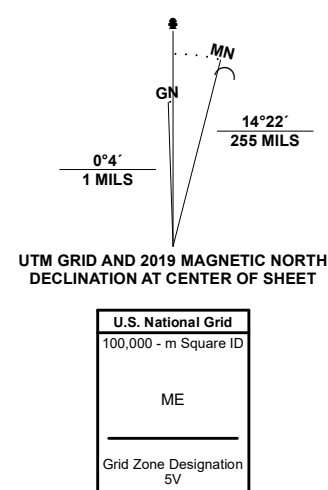 MN
GN
14°22´
255 MILS
0°4´
1 MILS
UTM GRID AND 2019 MAGNETIC NORTH
DECLINATION AT CENTER OF SHEET
U.S. National Grid
100,000 - m Square ID
ME
Grid Zone Designation
5V